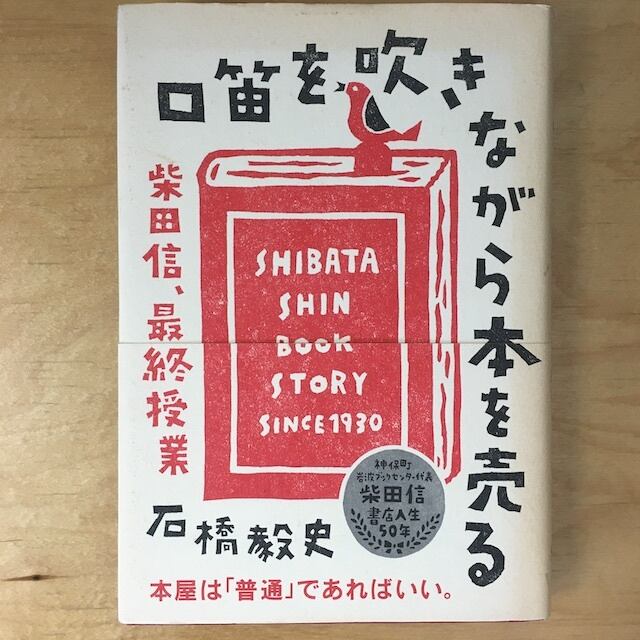 口笛を吹きながら本を売る
柴田信、最終授業
SHIBATA
SHIN
BOOK
STORY
SINCE 1930
神保町
岩波ブックセンター代表
柴田信
書店人生
50年
石橋毅史
本屋は「普通」であればいい。